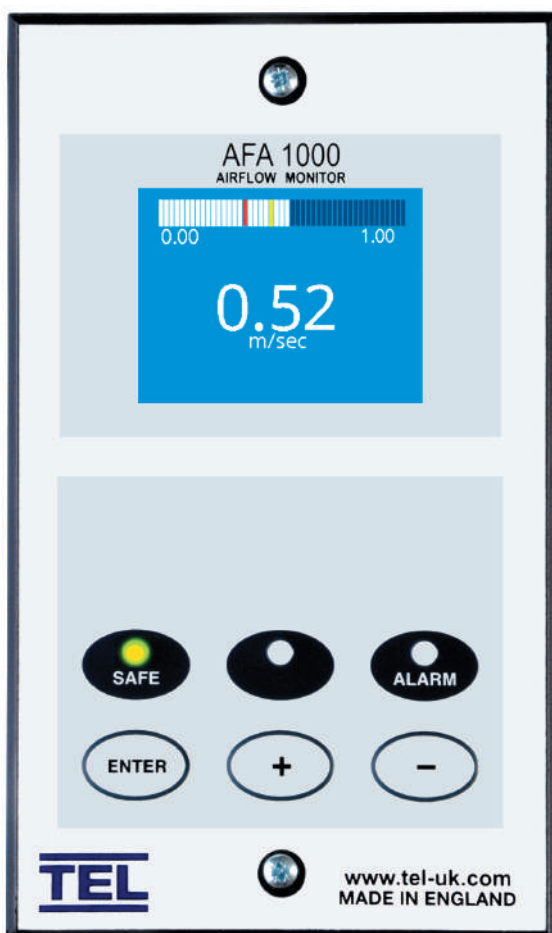 AFA 1000
AIRFLOW MONITOR
0.00 1.00
0.52
m/sec
SAFE ALARM
ENTER + −
TEL
www.tel-uk.com
MADE IN ENGLAND